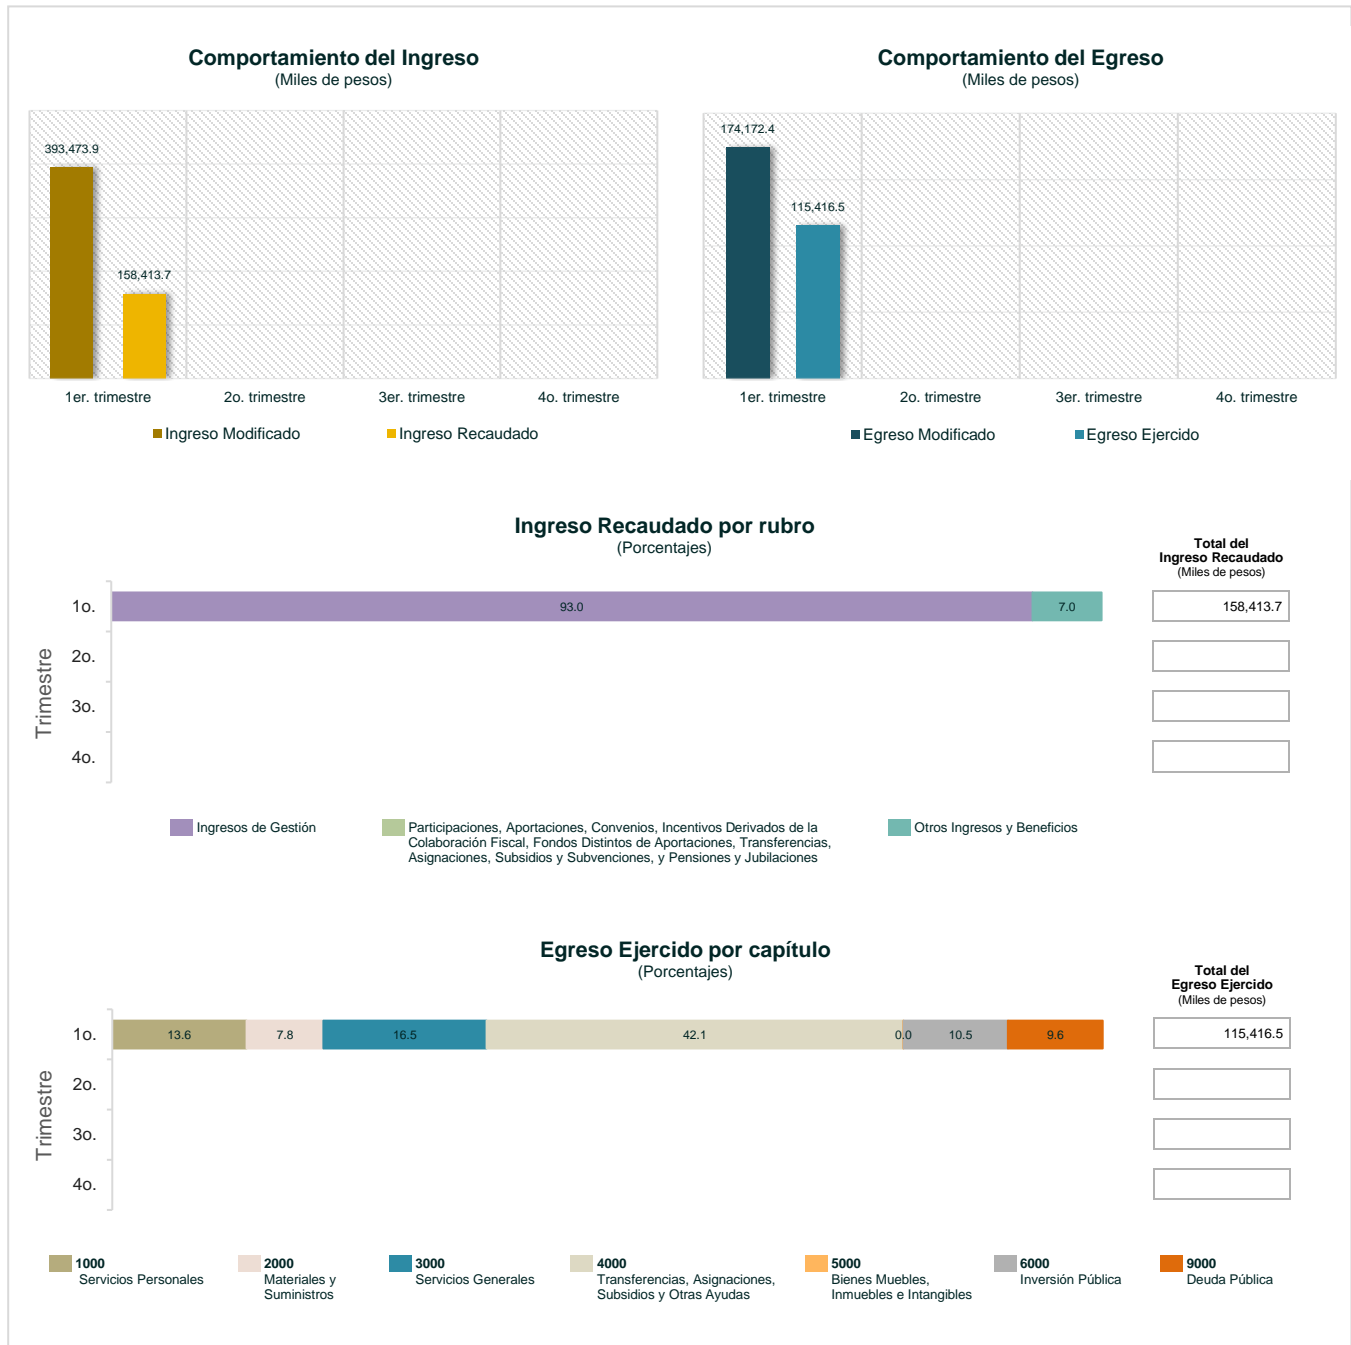 Comportamiento del Ingreso
(Miles de pesos)
393,473.9
158,413.7
1er. trimestre
2o. trimestre
3er. trimestre
4o. trimestre
Ingreso Modificado
Ingreso Recaudado
Comportamiento del Egreso
(Miles de pesos)
174,172.4
115,416.5
1er. trimestre
2o. trimestre
3er. trimestre
4o. trimestre
Egreso Modificado
Egreso Ejercido
Ingreso Recaudado por rubro
(Porcentajes)
Total del
Ingreso Recaudado
(Miles de pesos)
Trimestre
1o.
93.0
7.0
158,413.7
2o.
3o.
4o.
Ingresos de Gestión
Participaciones, Aportaciones, Convenios, Incentivos Derivados de la
Colaboración Fiscal, Fondos Distintos de Aportaciones, Transferencias,
Asignaciones, Subsidios y Subvenciones, y Pensiones y Jubilaciones
Otros Ingresos y Beneficios
Egreso Ejercido por capítulo
(Porcentajes)
Total del
Egreso Ejercido
(Miles de pesos)
Trimestre
1o.
13.6
7.8
16.5
42.1
0.0
10.5
9.6
115,416.5
2o.
3o.
4o.
1000
Servicios Personales
2000
Materiales y
Suministros
3000
Servicios Generales
4000
Transferencias, Asignaciones,
Subsidios y Otras Ayudas
5000
Bienes Muebles,
Inmuebles e Intangibles
6000
Inversión Pública
9000
Deuda Pública